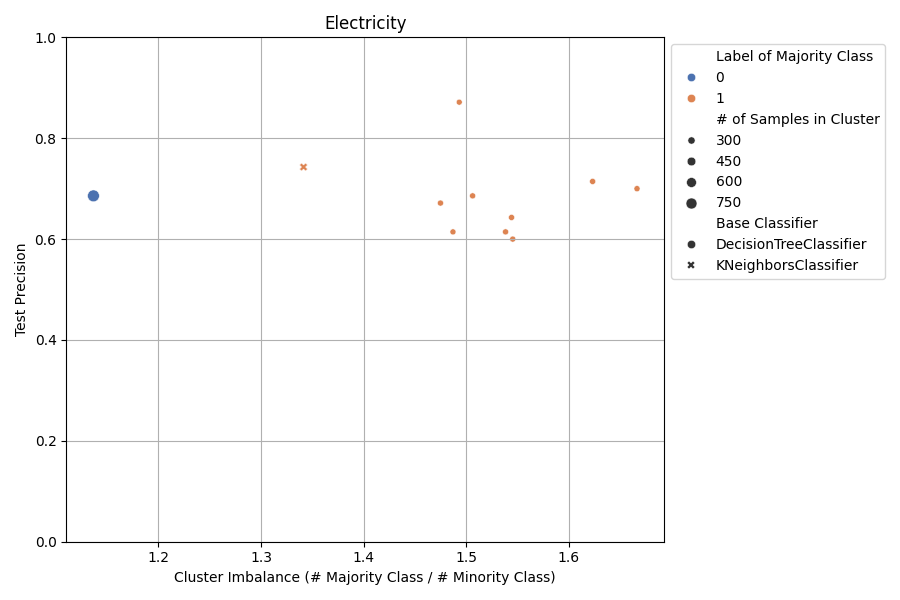 Electricity
1.0
0.8
0.6
0.4
0.2
0.0
Test Precision
1.2
1.3
1.4
1.5
1.6
Cluster Imbalance (# Majority Class / # Minority Class)
Label of Majority Class
0
1
# of Samples in Cluster
300
450
600
750
Base Classifier
DecisionTreeClassifier
KNeighborsClassifier